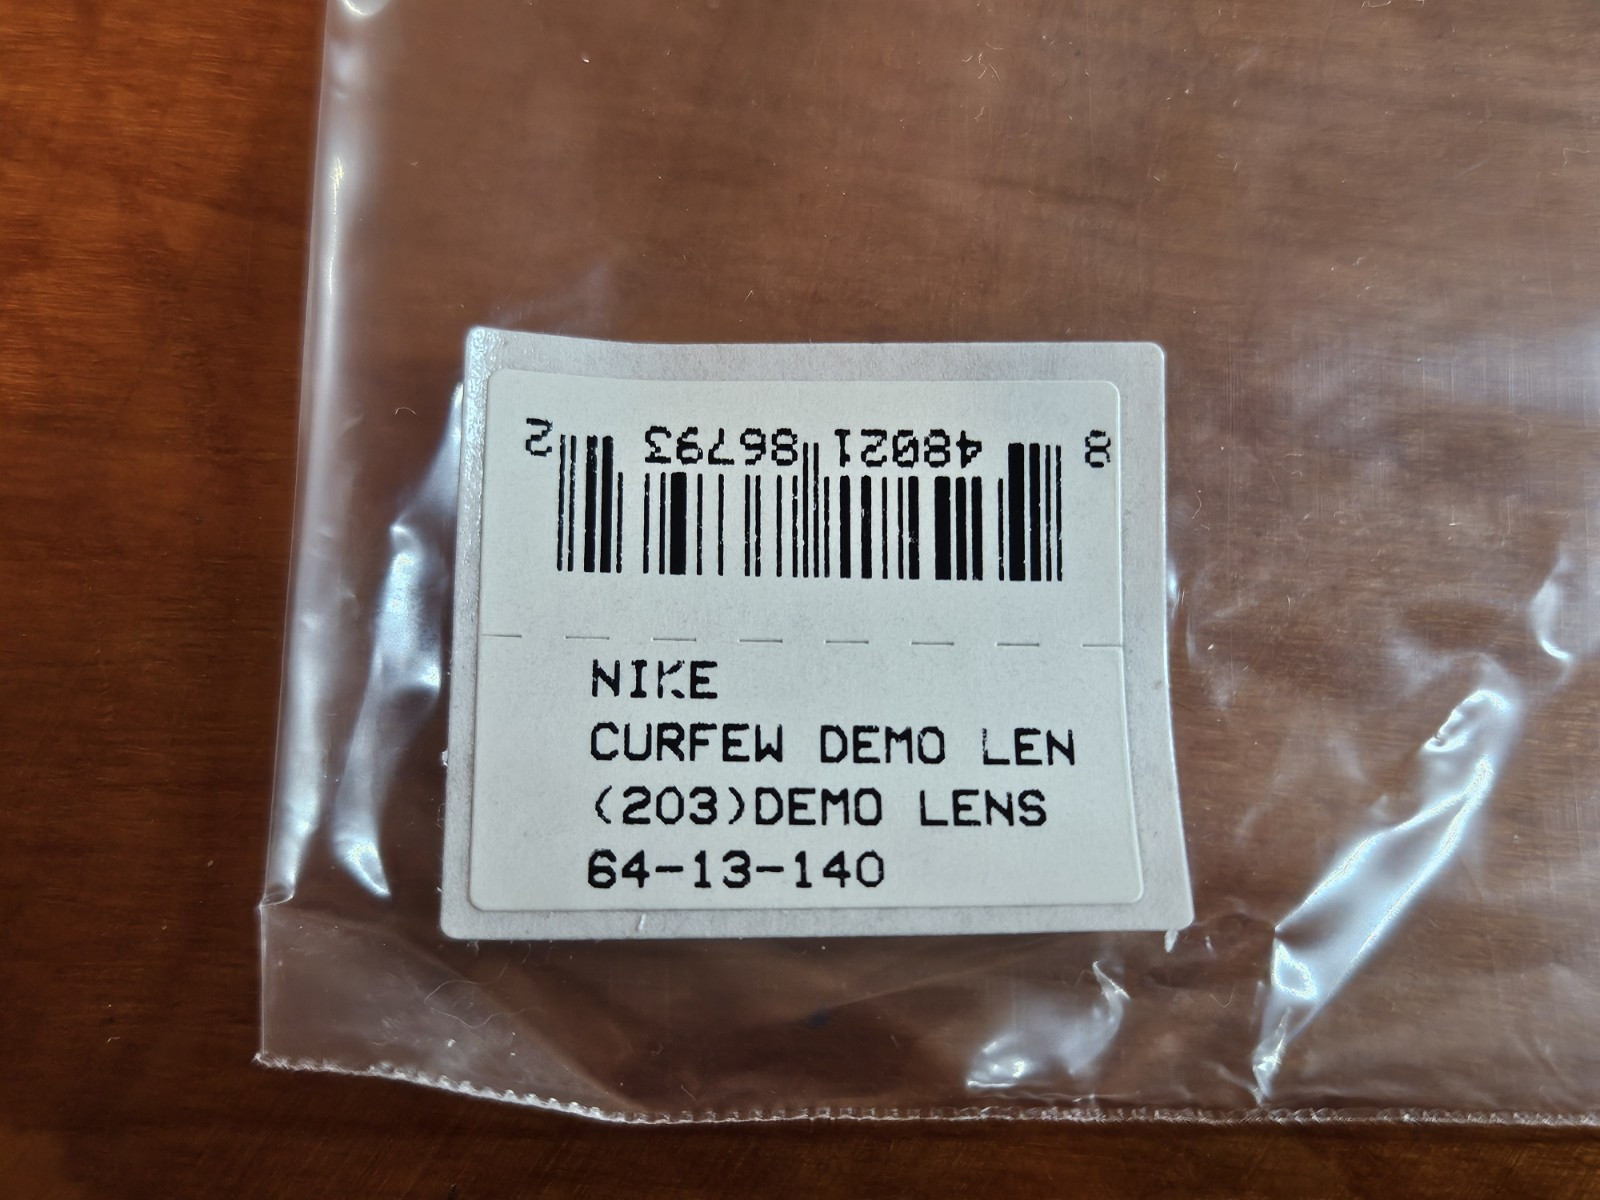 8 48021 86793 2
NIKE
CURFEW DEMO LEN
(203)DEMO LENS
64-13-140